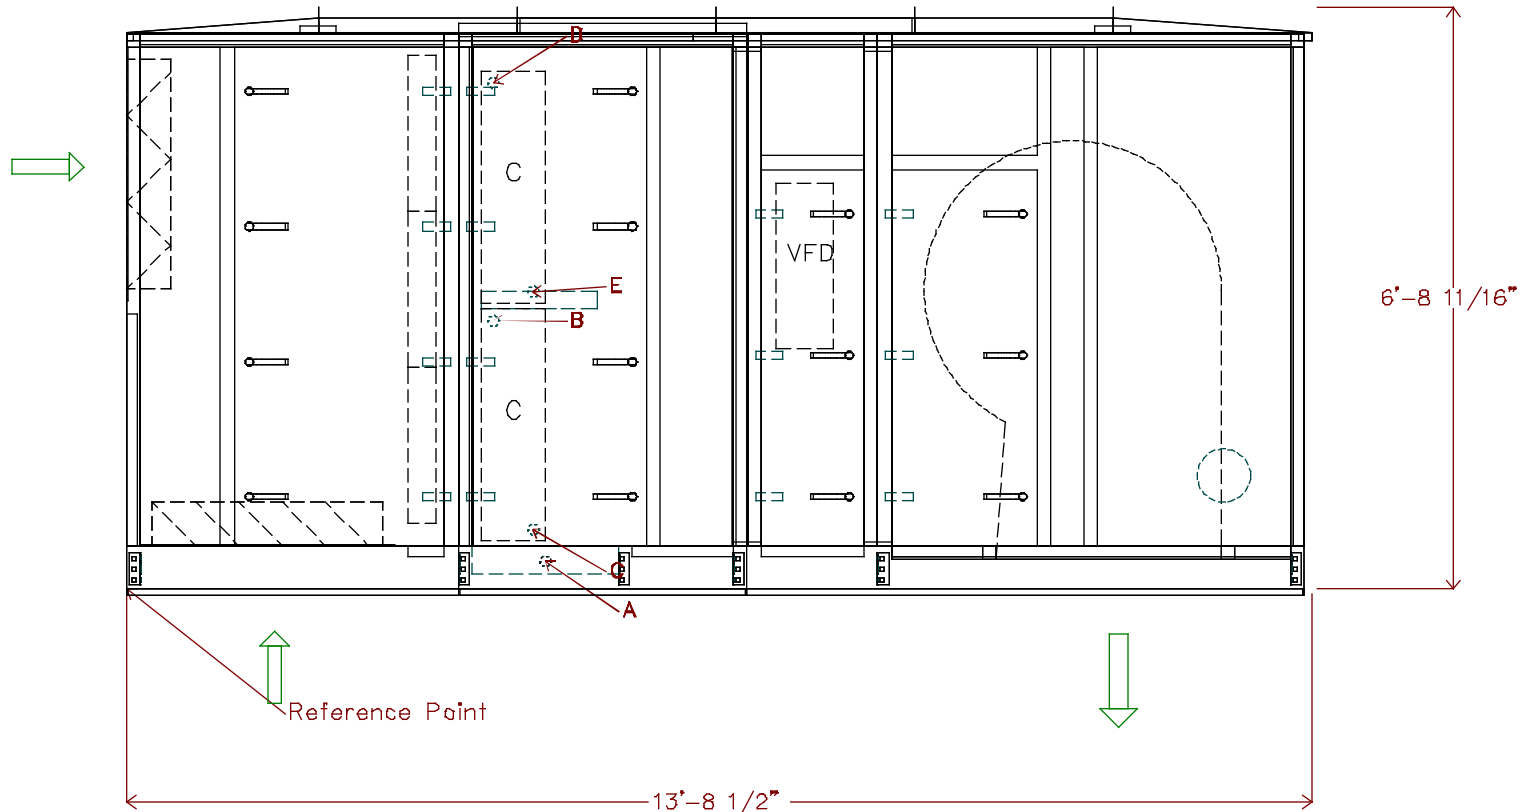 D
C
E
VFD
6'-8 11/16"
B
C
C
A
Reference Point
13'-8 1/2"